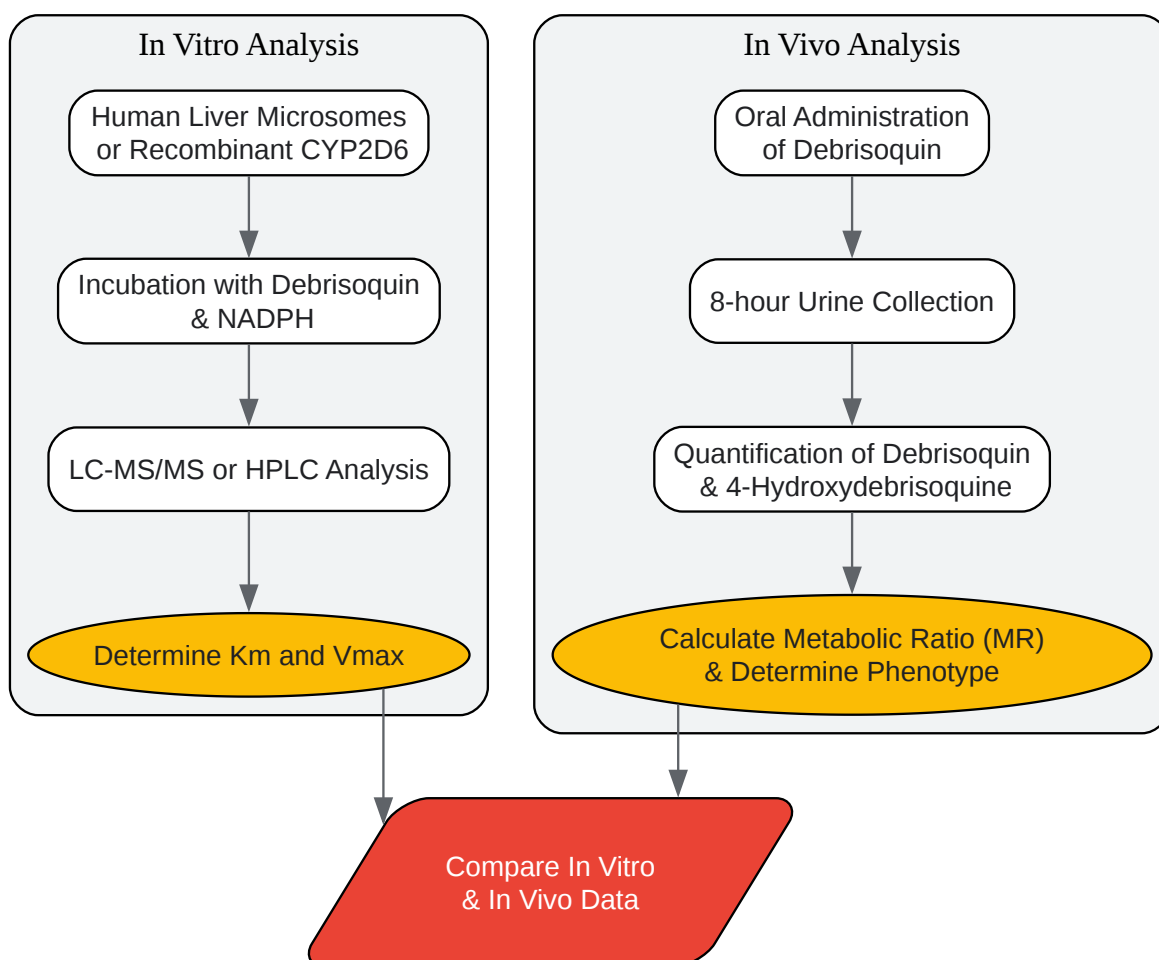 In Vitro Analysis
Human Liver Microsomes
or Recombinant CYP2D6
Incubation with Debrisoquin
& NADPH
LC-MS/MS or HPLC Analysis
Determine Km and Vmax
In Vivo Analysis
Oral Administration
of Debrisoquin
8-hour Urine Collection
Quantification of Debrisoquin
& 4-Hydroxydebrisoquine
Calculate Metabolic Ratio (MR)
& Determine Phenotype
Compare In Vitro
& In Vivo Data